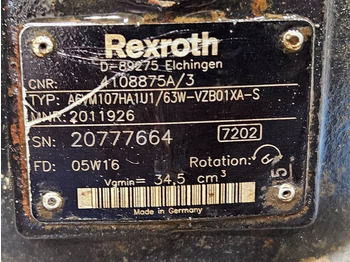 Rexroth
D-89275 Elchingen
CNR: 4108875A/3
TYP: A6VM107HA1U1/63W-VZB01XA-S
MNR: 2011926
SN: 20777664 7202
FD: 05W16 Rotation:
Vgmin= 34,5 cm³
Made in Germany